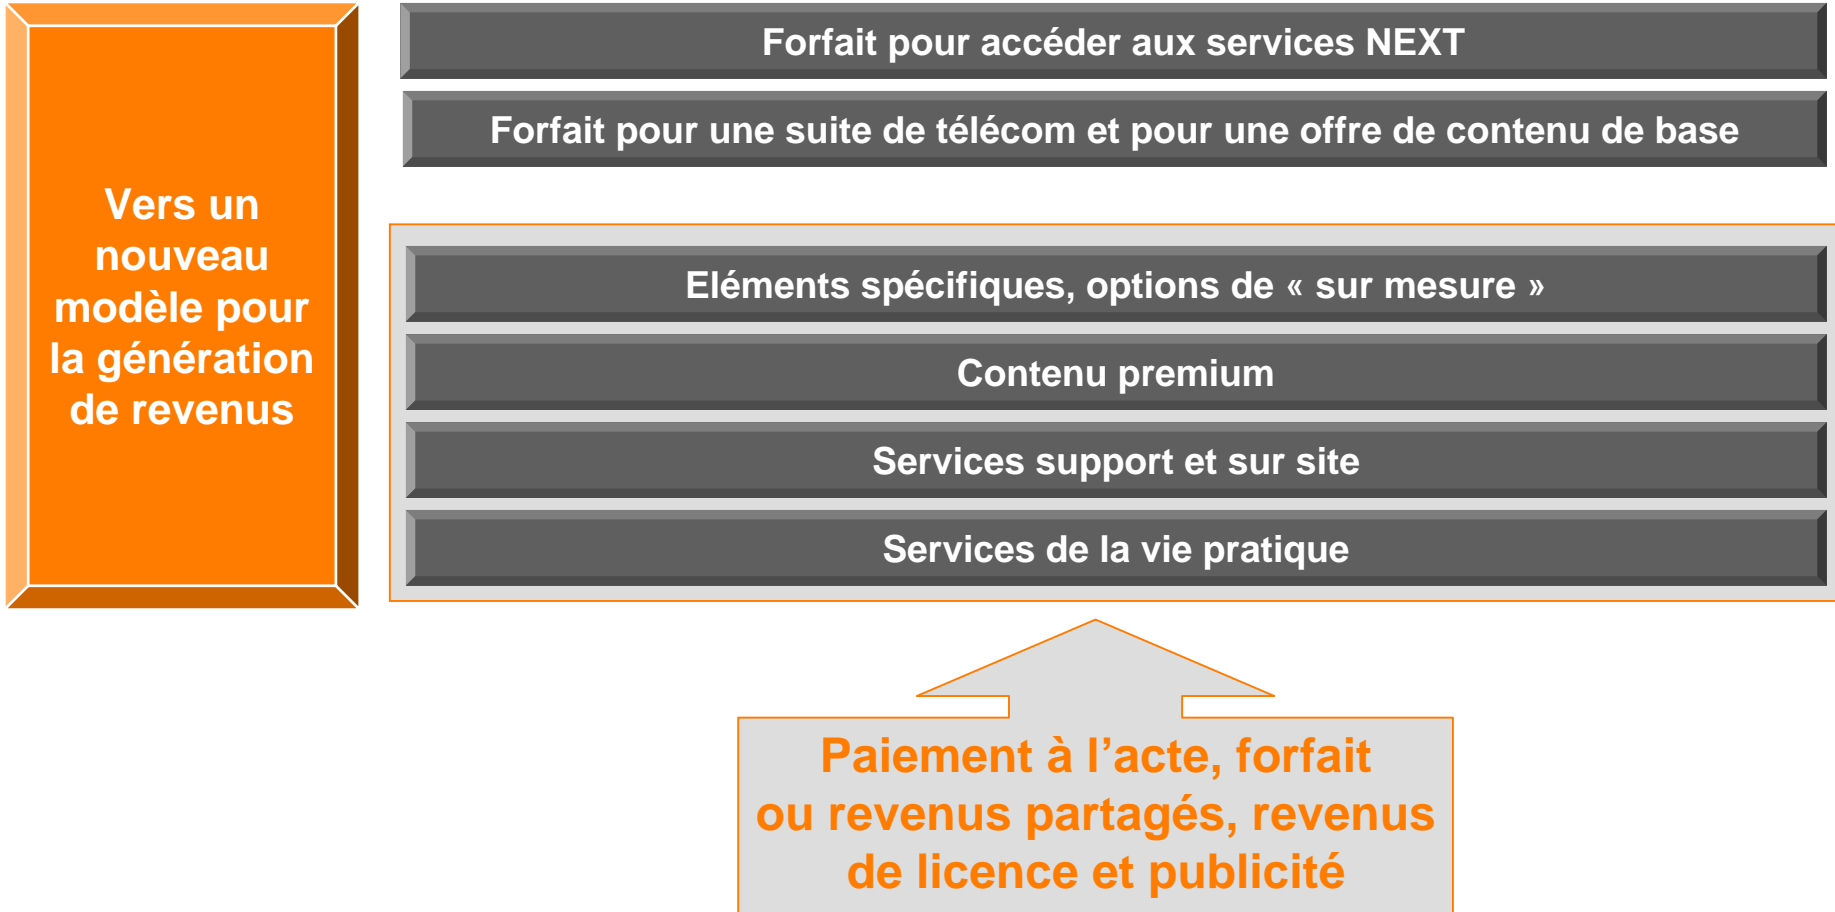 Vers un
nouveau
modèle pour
la génération
de revenus
Forfait pour accéder aux services NEXT
Forfait pour une suite de télécom et pour une offre de contenu de base
Eléments spécifiques, options de « sur mesure »
Contenu premium
Services support et sur site
Services de la vie pratique
Paiement à l’acte, forfait
ou revenus partagés, revenus
de licence et publicité